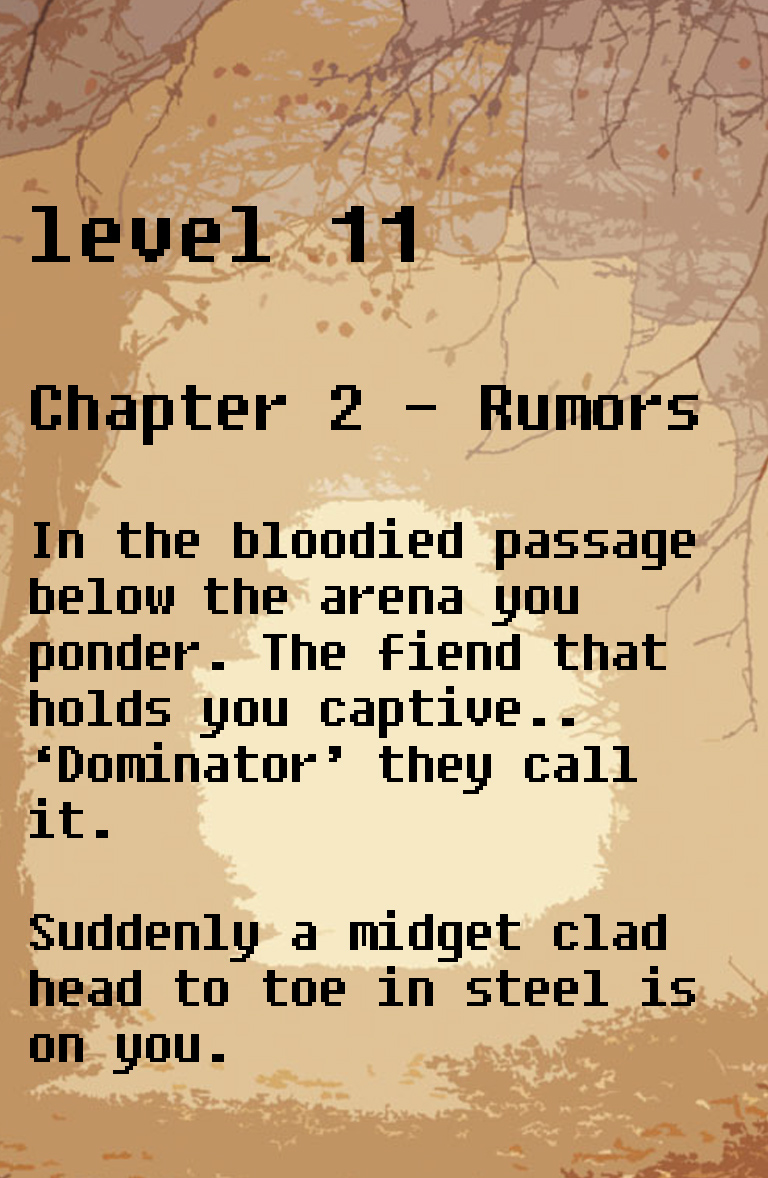 level 11
Chapter 2 - Rumors
In the bloodied passage
below the arena you
ponder. The fiend that
holds you captive..
‘Dominator’ they call
it.
Suddenly a midget clad
head to toe in steel is
on you.